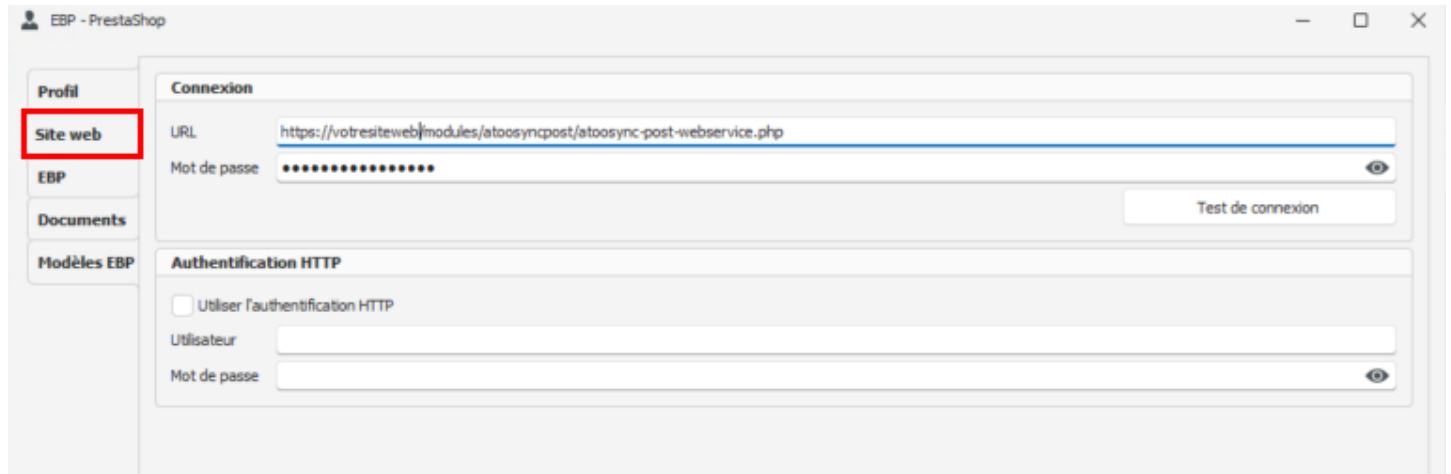 EBP - PrestaShop
Profil
Site web
EBP
Documents
Modèles EBP
Connexion
URL https://votresiteweb/modules/atoosyncpost/atoosync-post-webservice.php
Mot de passe ••••••••••••••••
Test de connexion
Authentification HTTP
Utiliser l'authentification HTTP
Utilisateur
Mot de passe